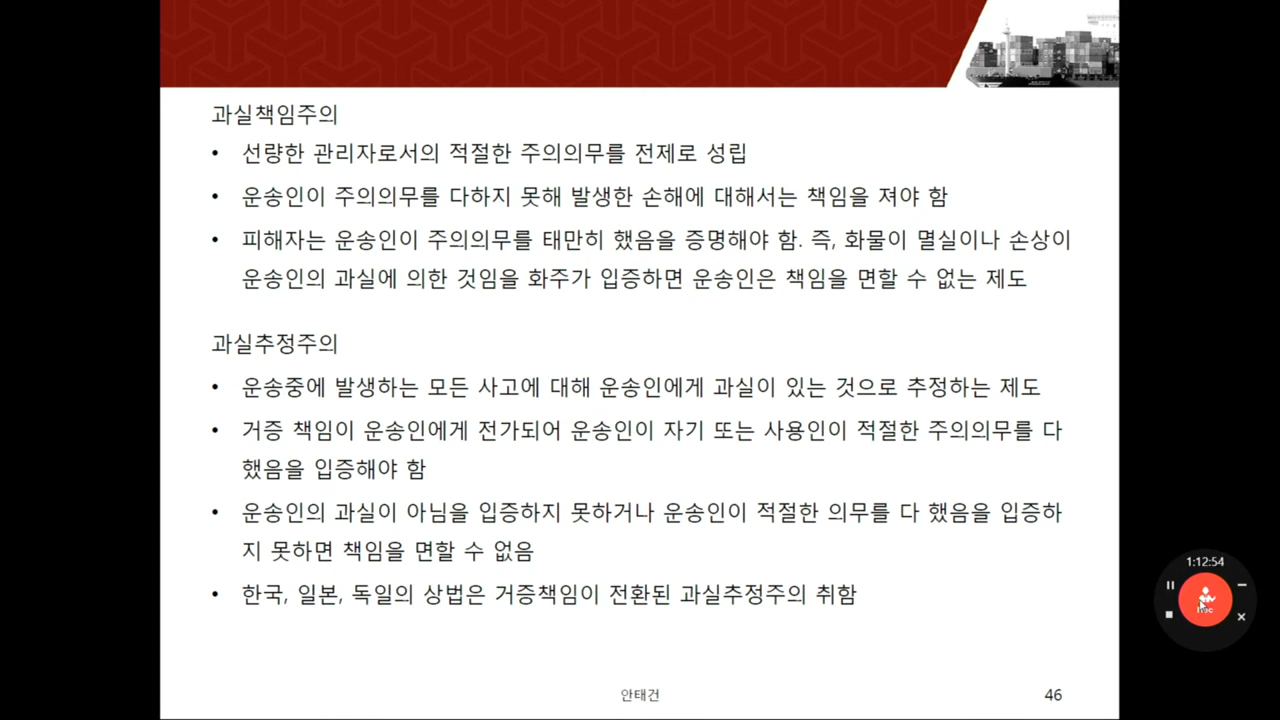 과실책임주의
• 선량한 관리자로서의 적절한 주의의무를 전제로 성립
• 운송인이 주의의무를 다하지 못해 발생한 손해에 대해서는 책임을 져야 함
• 피해자는 운송인이 주의의무를 태만히 했음을 증명해야 함. 즉, 화물이 멸실이나 손상이
운송인의 과실에 의한 것임을 화주가 입증하면 운송인은 책임을 면할 수 없는 제도
과실추정주의
• 운송중에 발생하는 모든 사고에 대해 운송인에게 과실이 있는 것으로 추정하는 제도
• 거증 책임이 운송인에게 전가되어 운송인이 자기 또는 사용인이 적절한 주의의무를 다
했음을 입증해야 함
• 운송인의 과실이 아님을 입증하지 못하거나 운송인이 적절한 의무를 다 했음을 입증하
지 못하면 책임을 면할 수 없음
• 한국, 일본, 독일의 상법은 거증책임이 전환된 과실추정주의 취함
안태건
46
1:12:54